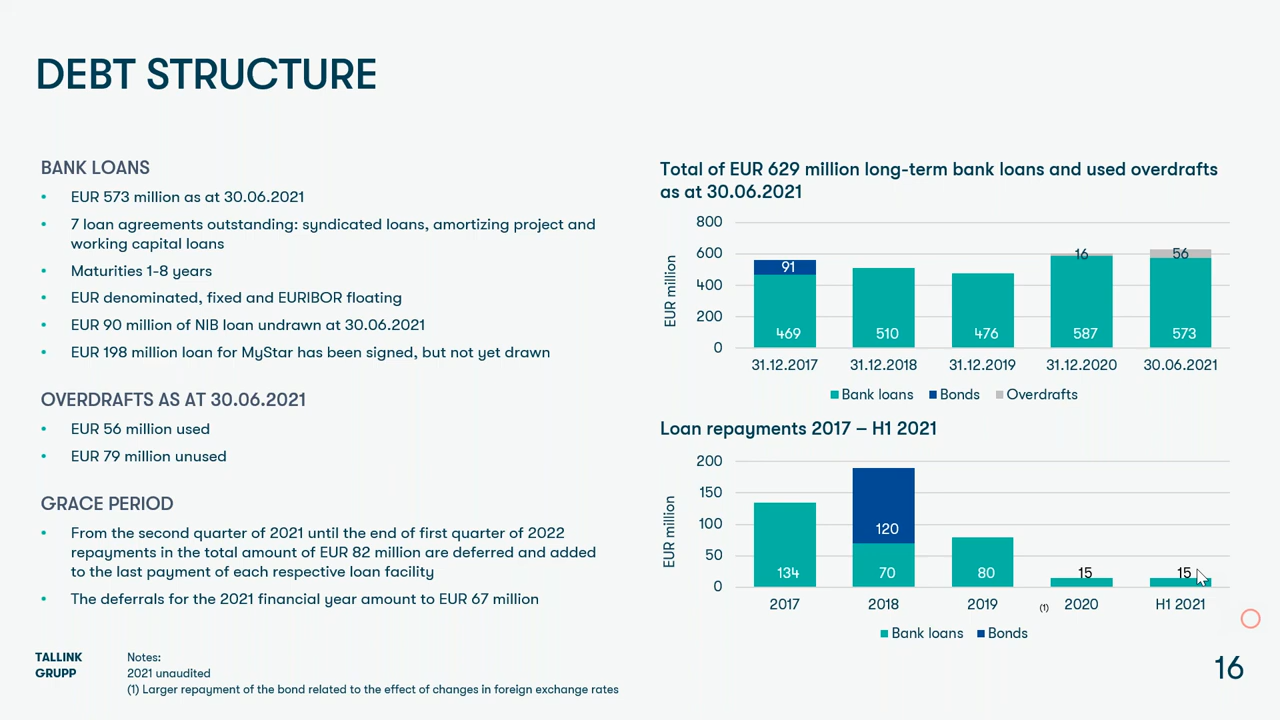 DEBT STRUCTURE
BANK LOANS
• EUR 573 million as at 30.06.2021
• 7 loan agreements outstanding: syndicated loans, amortizing project and
working capital loans
• Maturities 1-8 years
• EUR denominated, fixed and EURIBOR floating
• EUR 90 million of NIB loan undrawn at 30.06.2021
• EUR 198 million loan for MyStar has been signed, but not yet drawn
OVERDRAFTS AS AT 30.06.2021
• EUR 56 million used
• EUR 79 million unused
GRACE PERIOD
• From the second quarter of 2021 until the end of first quarter of 2022
repayments in the total amount of EUR 82 million are deferred and added
to the last payment of each respective loan facility
• The deferrals for the 2021 financial year amount to EUR 67 million
Total of EUR 629 million long-term bank loans and used overdrafts
as at 30.06.2021
EUR million
800
600
400
200
0
91
16
56
469
510
476
587
573
31.12.2017
31.12.2018
31.12.2019
31.12.2020
30.06.2021
Bank loans
Bonds
Overdrafts
Loan repayments 2017 – H1 2021
EUR million
200
150
100
50
0
120
134
70
80
15
15
2017
2018
2019
(1) 2020
H1 2021
Bank loans
Bonds
TALLINK
GRUPP
Notes:
2021 unaudited
(1) Larger repayment of the bond related to the effect of changes in foreign exchange rates
16